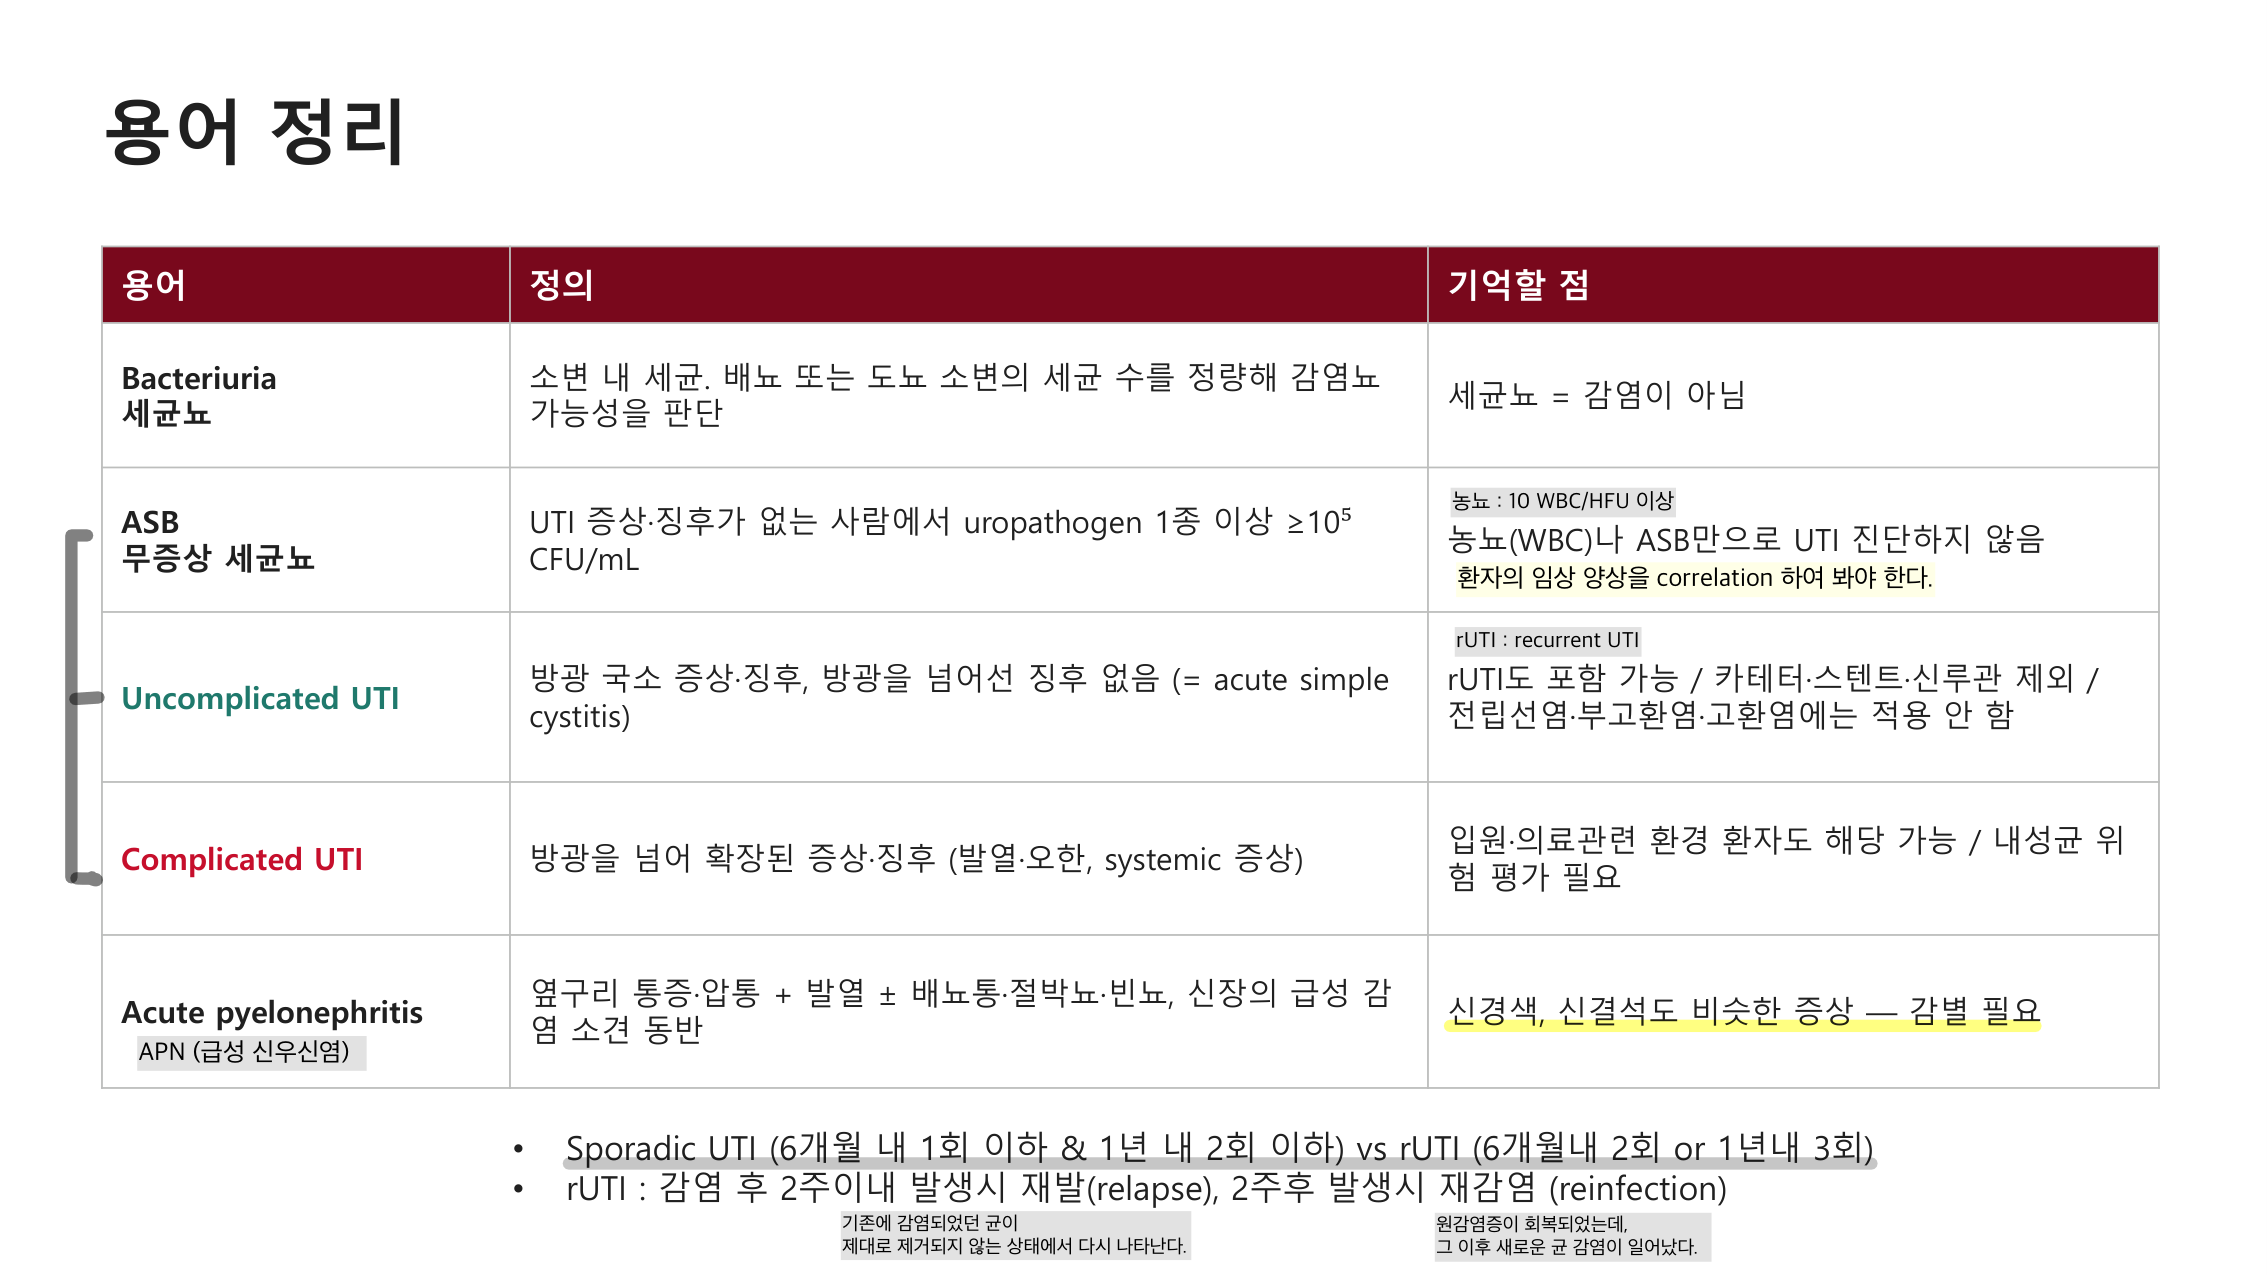 용어 정리
용어
정의
기억할 점
Bacteriuria
세균뇨
소변 내 세균. 배뇨 또는 도뇨 소변의 세균 수를 정량해 감염뇨
가능성을 판단
세균뇨 = 감염이 아님
ASB
무증상 세균뇨
UTI 증상·징후가 없는 사람에서 uropathogen 1종 이상 ≥10⁵
CFU/mL
농뇨 : 10 WBC/HFU 이상
농뇨(WBC)나 ASB만으로 UTI 진단하지 않음
환자의 임상 양상을 correlation 하여 봐야 한다.
Uncomplicated UTI
방광 국소 증상·징후, 방광을 넘어선 징후 없음 (= acute simple
cystitis)
rUTI : recurrent UTI
rUTI도 포함 가능 / 카테터·스텐트·신루관 제외 /
전립선염·부고환염·고환염에는 적용 안 함
Complicated UTI
방광을 넘어 확장된 증상·징후 (발열·오한, systemic 증상)
입원·의료관련 환경 환자도 해당 가능 / 내성균 위
험 평가 필요
Acute pyelonephritis
APN (급성 신우신염)
옆구리 통증·압통 + 발열 ± 배뇨통·절박뇨·빈뇨, 신장의 급성 감
염 소견 동반
신경색, 신결석도 비슷한 증상 — 감별 필요
• Sporadic UTI (6개월 내 1회 이하 & 1년 내 2회 이하) vs rUTI (6개월내 2회 or 1년내 3회)
• rUTI : 감염 후 2주이내 발생시 재발(relapse), 2주후 발생시 재감염 (reinfection)
기존에 감염되었던 균이
제대로 제거되지 않는 상태에서 다시 나타난다.
원감염증이 회복되었는데,
그 이후 새로운 균 감염이 일어났다.